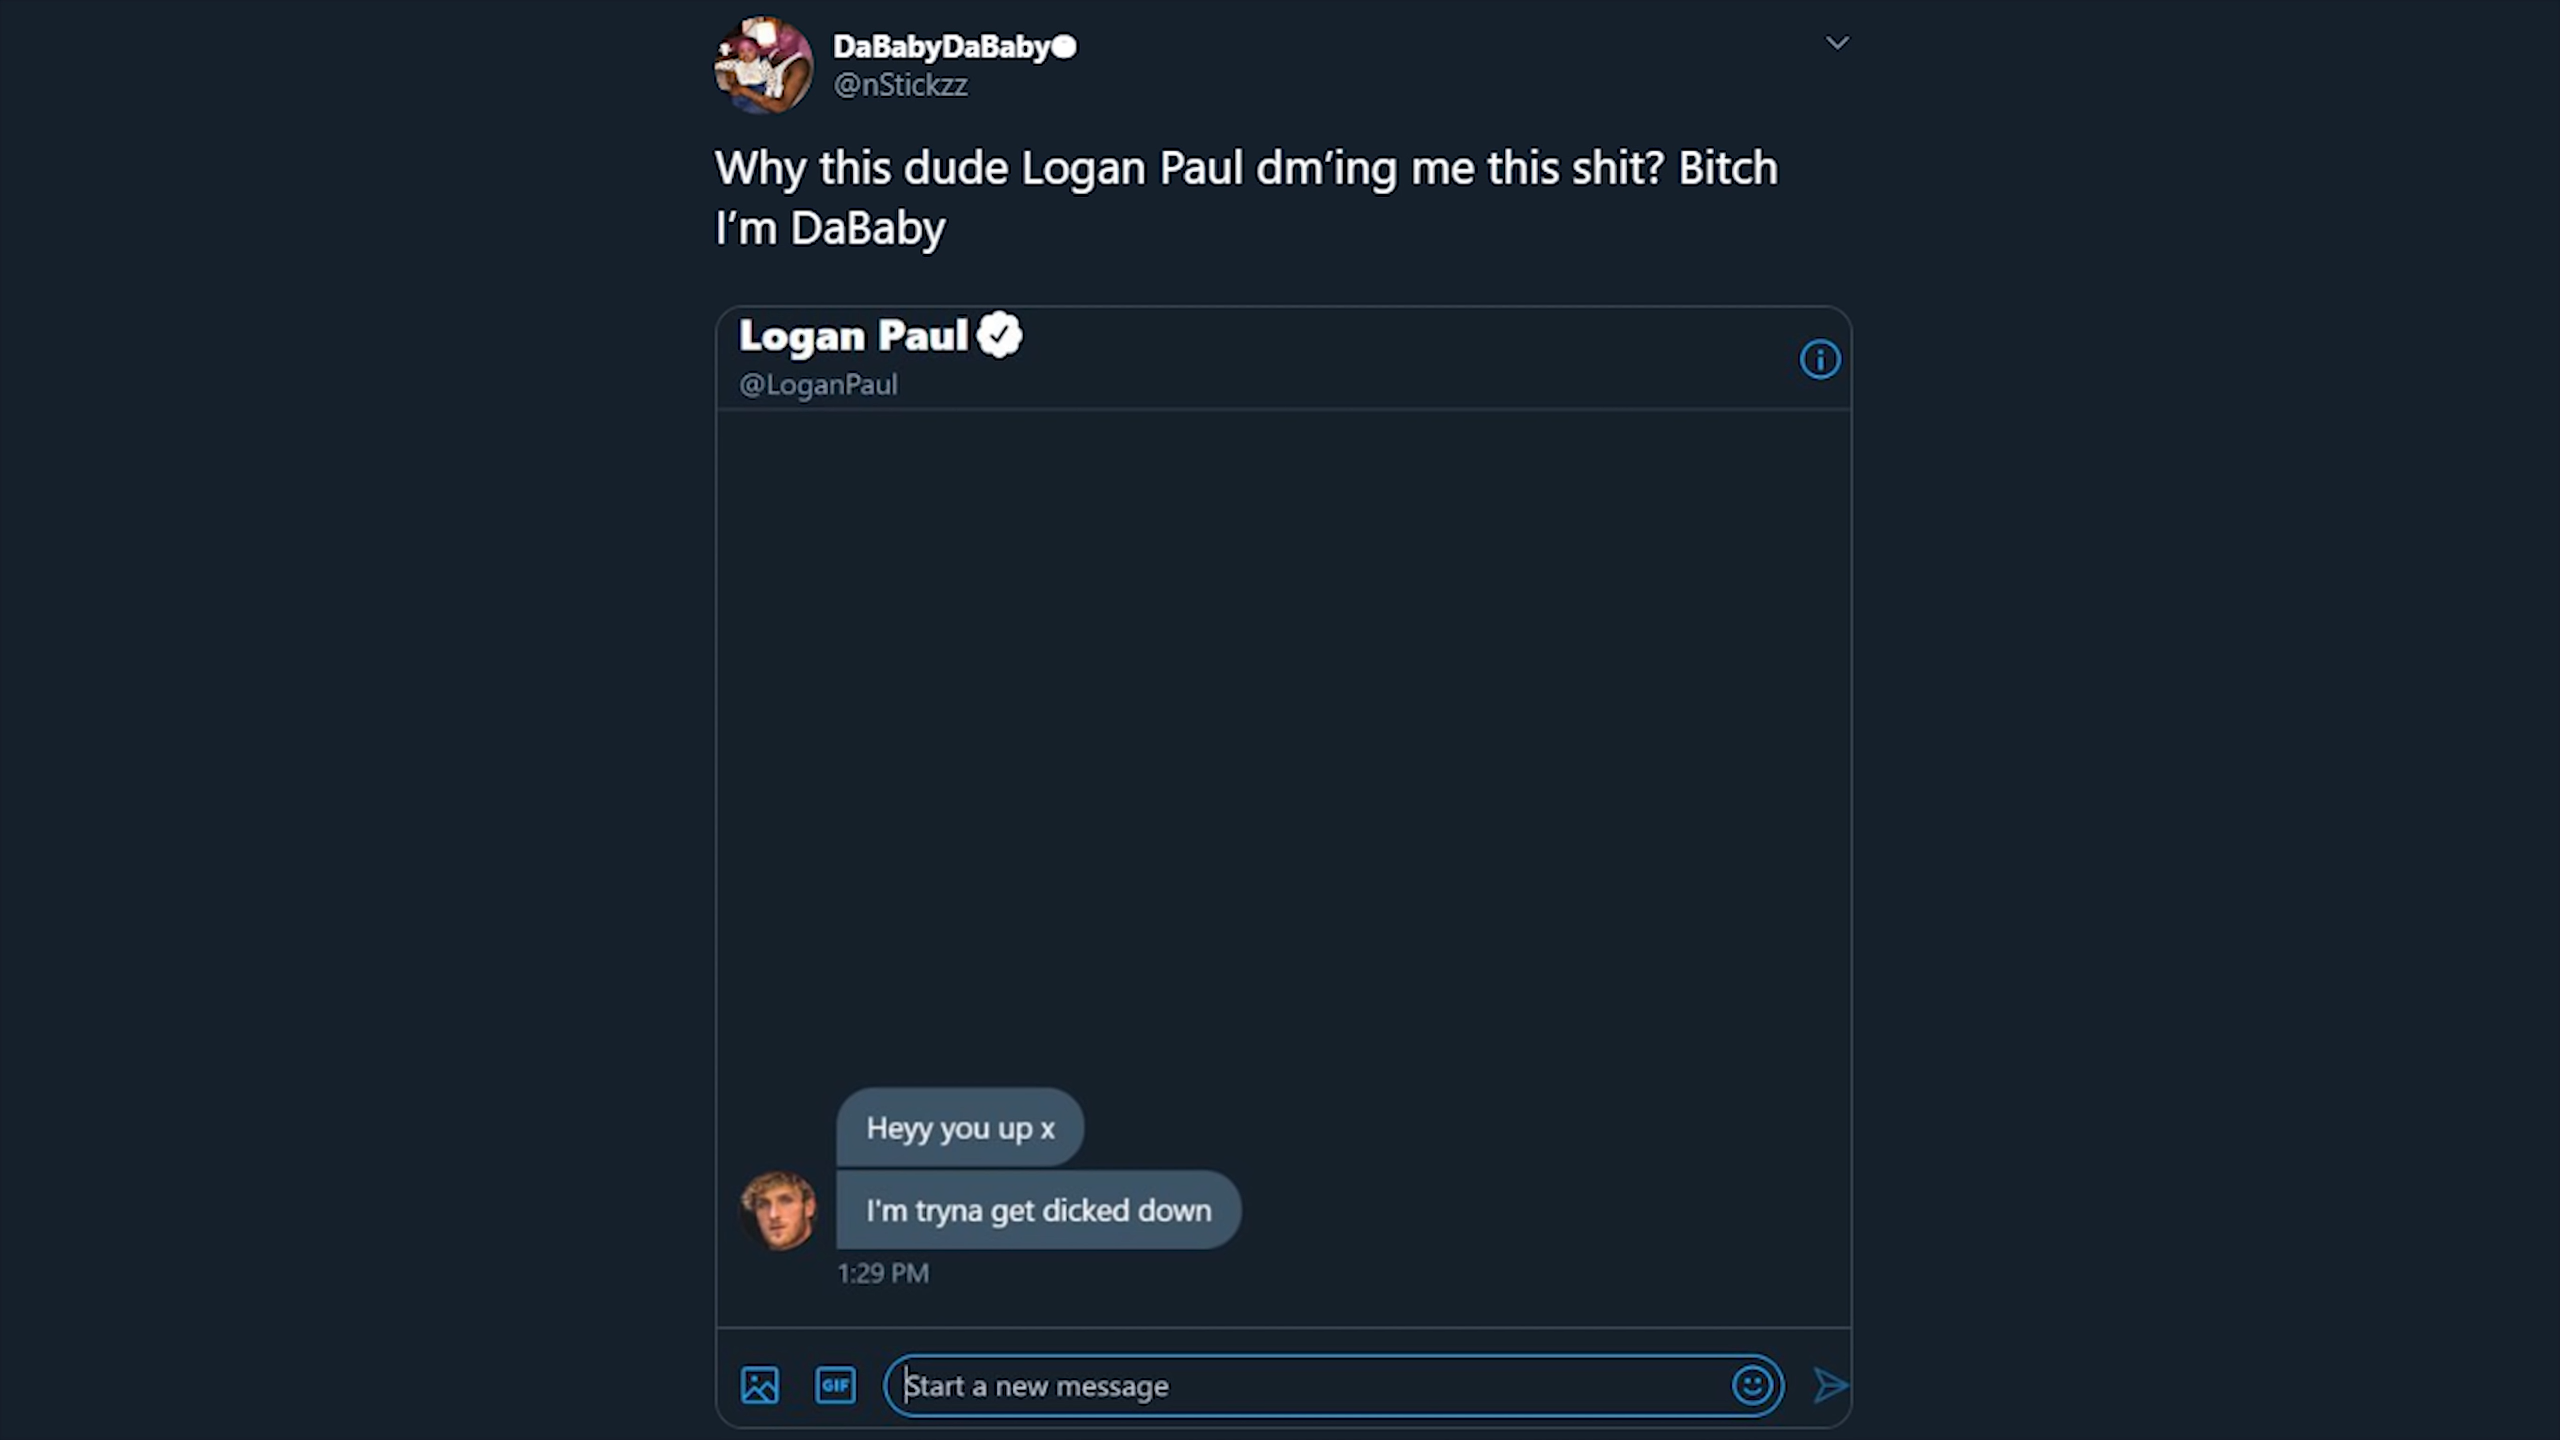 DaBabyDaBaby
@nStickzz
Why this dude Logan Paul dm’ing me this shit? Bitch
I’m DaBaby
Logan Paul
@LoganPaul
Heyy you up x
I'm tryna get dicked down
1:29 PM
GIF
Start a new message